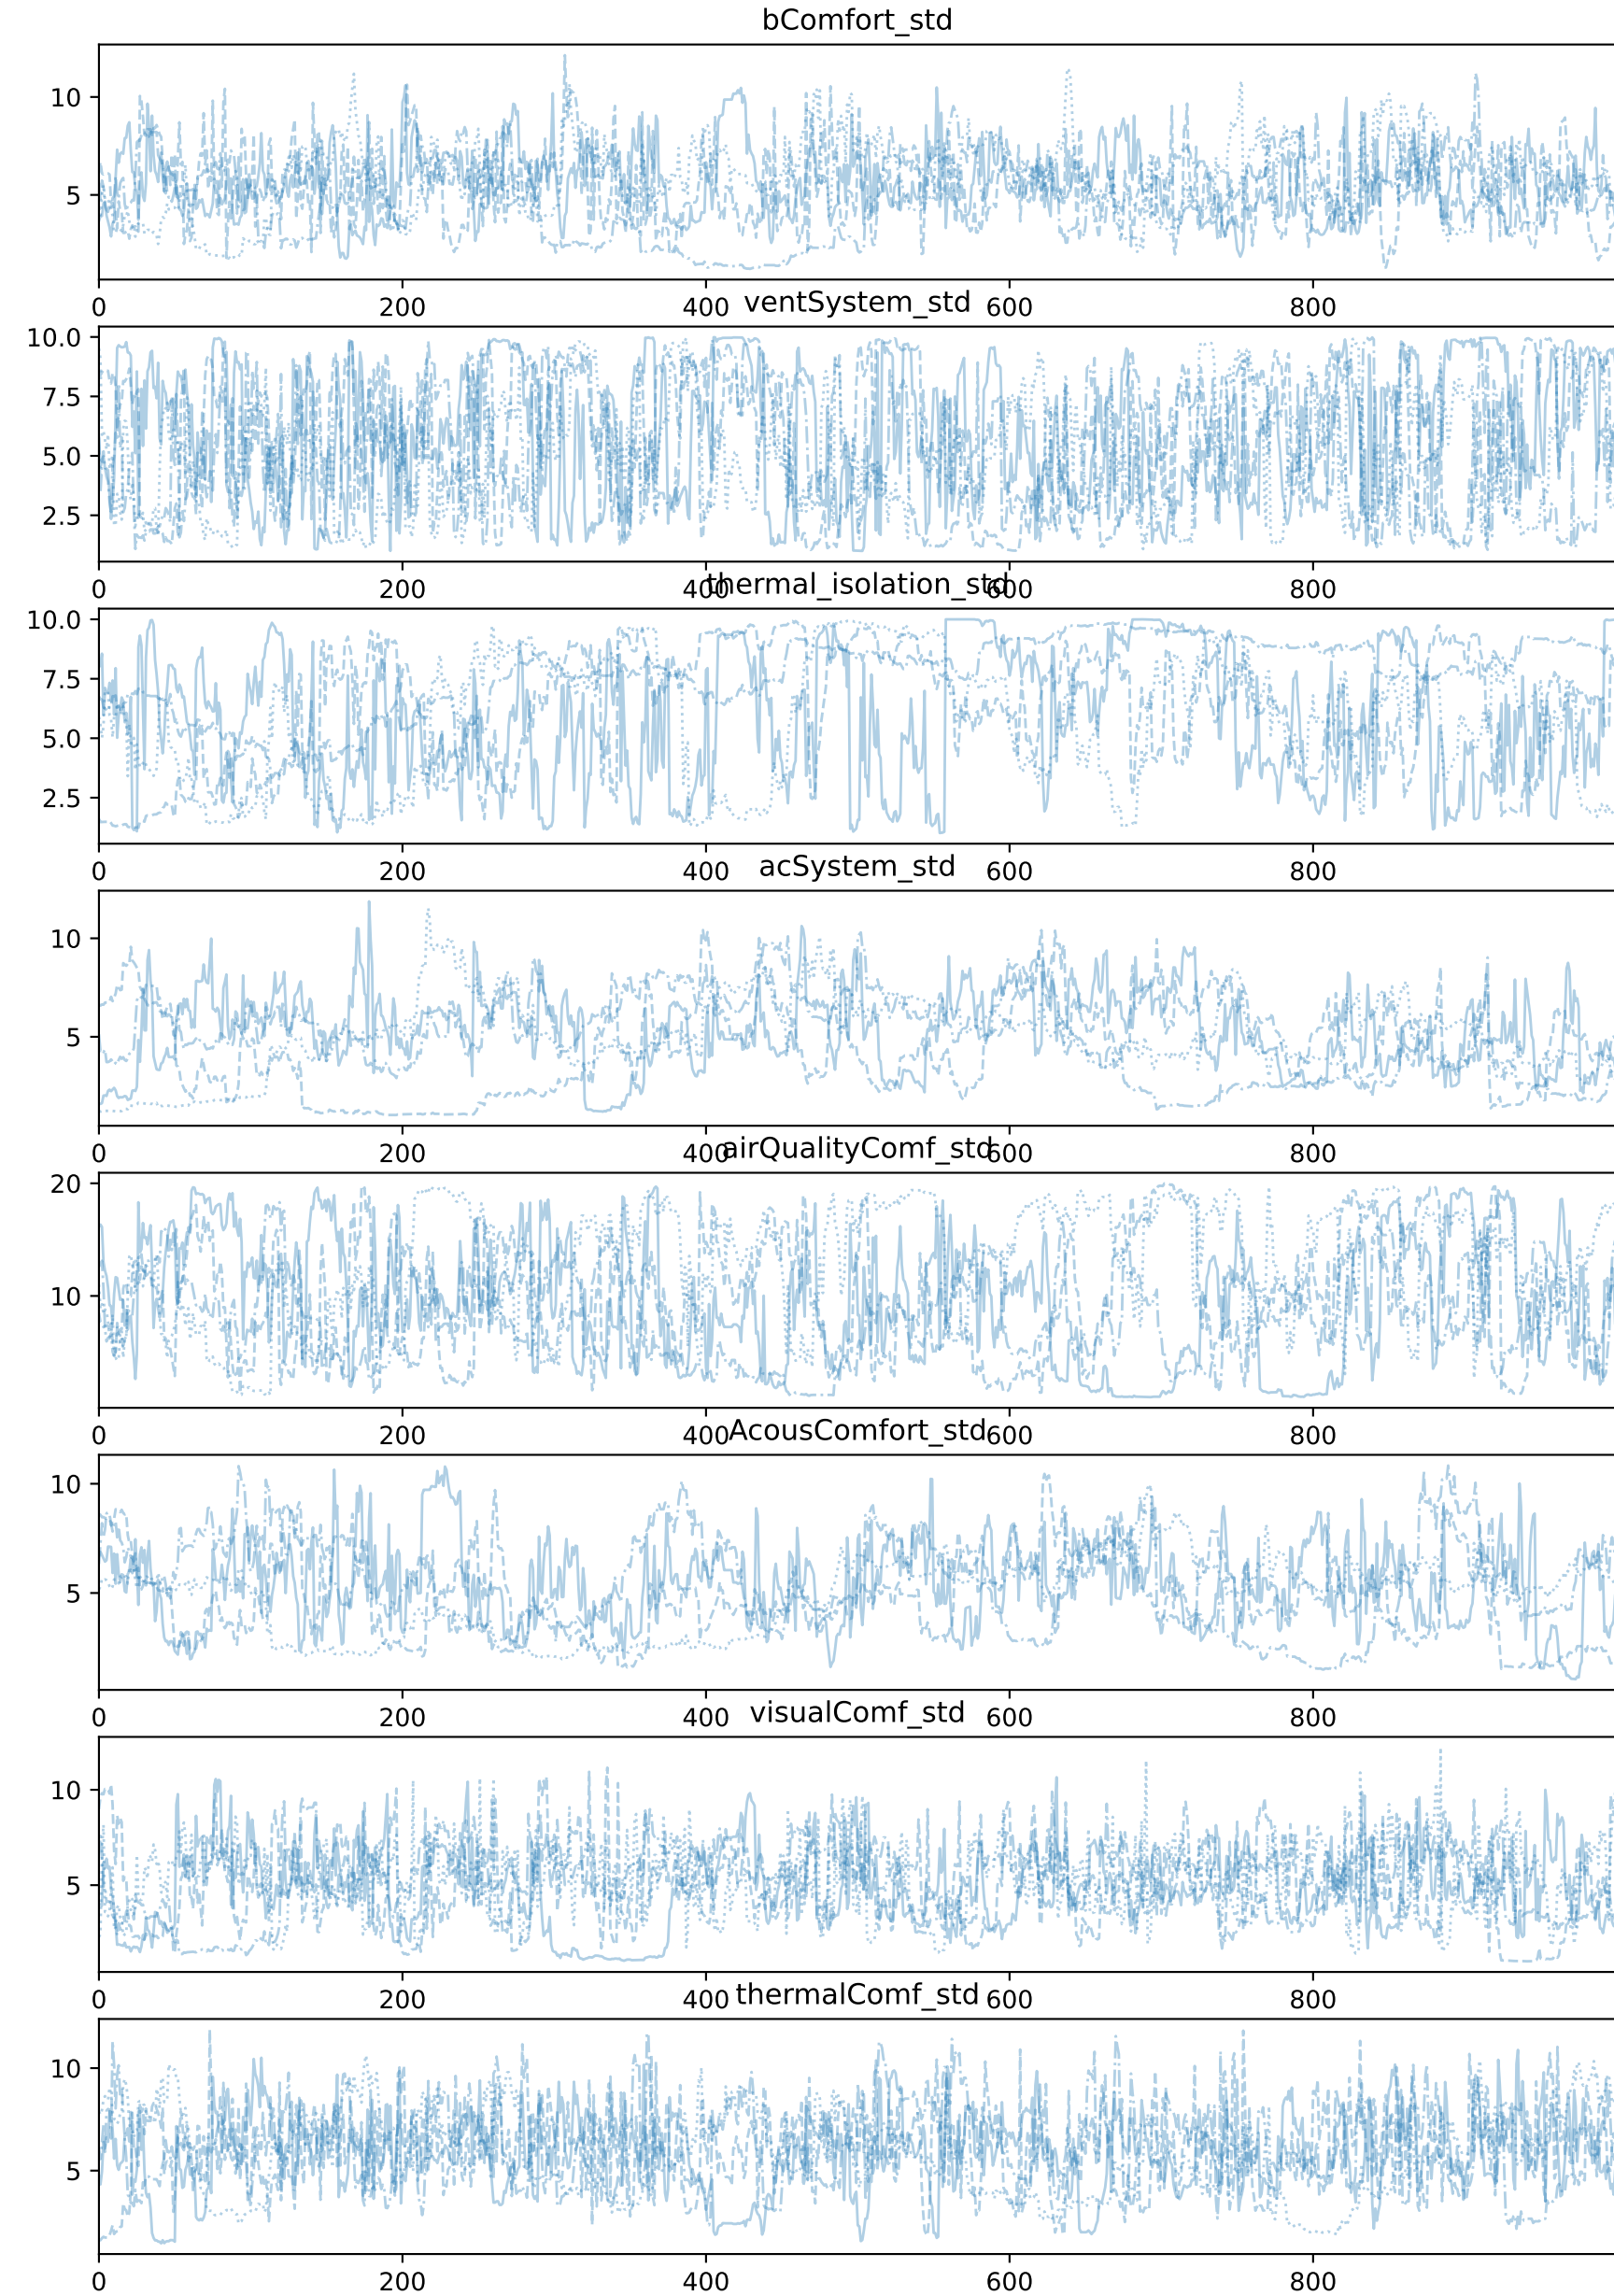 bComfort_std
10
5
0 200 400 600 800
ventSystem_std
10.0
7.5
5.0
2.5
0 200 400 600 800
thermal_isolation_std
10.0
7.5
5.0
2.5
0 200 400 600 800
acSystem_std
10
5
0 200 400 600 800
airQualityComf_std
20
10
0 200 400 600 800
AcousComfort_std
10
5
0 200 400 600 800
visualComf_std
10
5
0 200 400 600 800
thermalComf_std
10
5
0 200 400 600 800